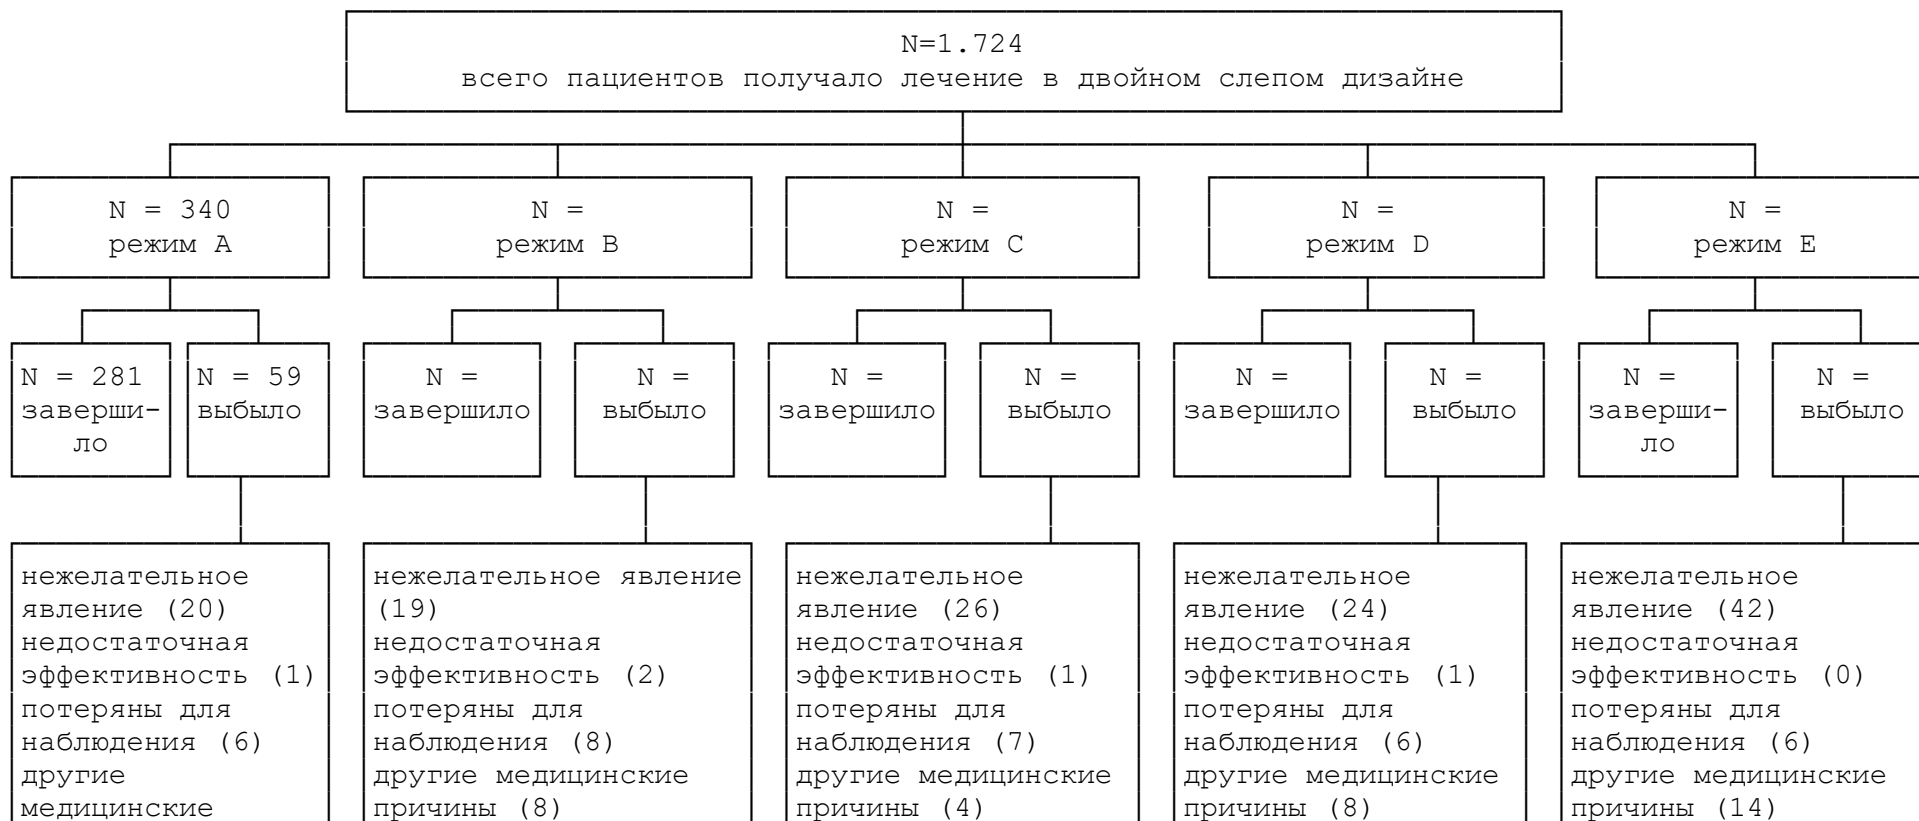 N=1.724
всего пациентов получало лечение в двойном слепом дизайне
N = 340
режим A
N =
режим B
N =
режим C
N =
режим D
N =
режим E
N = 281
заверши-
ло
N = 59
выбыло
N =
завершило
N =
выбыло
N =
завершило
N =
выбыло
N =
завершило
N =
выбыло
N =
заверши-
ло
N =
выбыло
нежелательное
явление (20)
недостаточная
эффективность (1)
потеряны для
наблюдения (6)
другие
медицинские
нежелательное явление
(19)
недостаточная
эффективность (2)
потеряны для
наблюдения (8)
другие медицинские
причины (8)
нежелательное
явление (26)
недостаточная
эффективность (1)
потеряны для
наблюдения (7)
другие медицинские
причины (4)
нежелательное
явление (24)
недостаточная
эффективность (1)
потеряны для
наблюдения (6)
другие медицинские
причины (8)
нежелательное
явление (42)
недостаточная
эффективность (0)
потеряны для
наблюдения (6)
другие медицинские
причины (14)